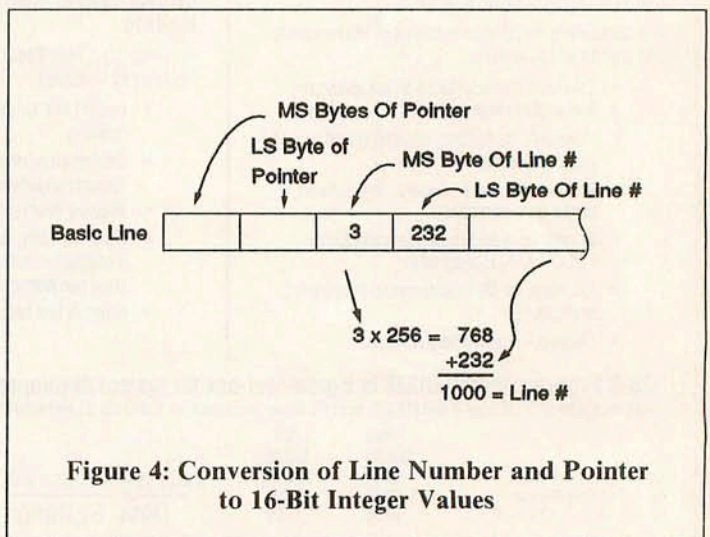 MS Bytes Of Pointer
LS Byte of
Pointer
MS Byte Of Line #
LS Byte Of Line #
Basic Line
3
232
3 x 256 = 768
+232
1000 = Line #
Figure 4: Conversion of Line Number and Pointer
to 16-Bit Integer Values